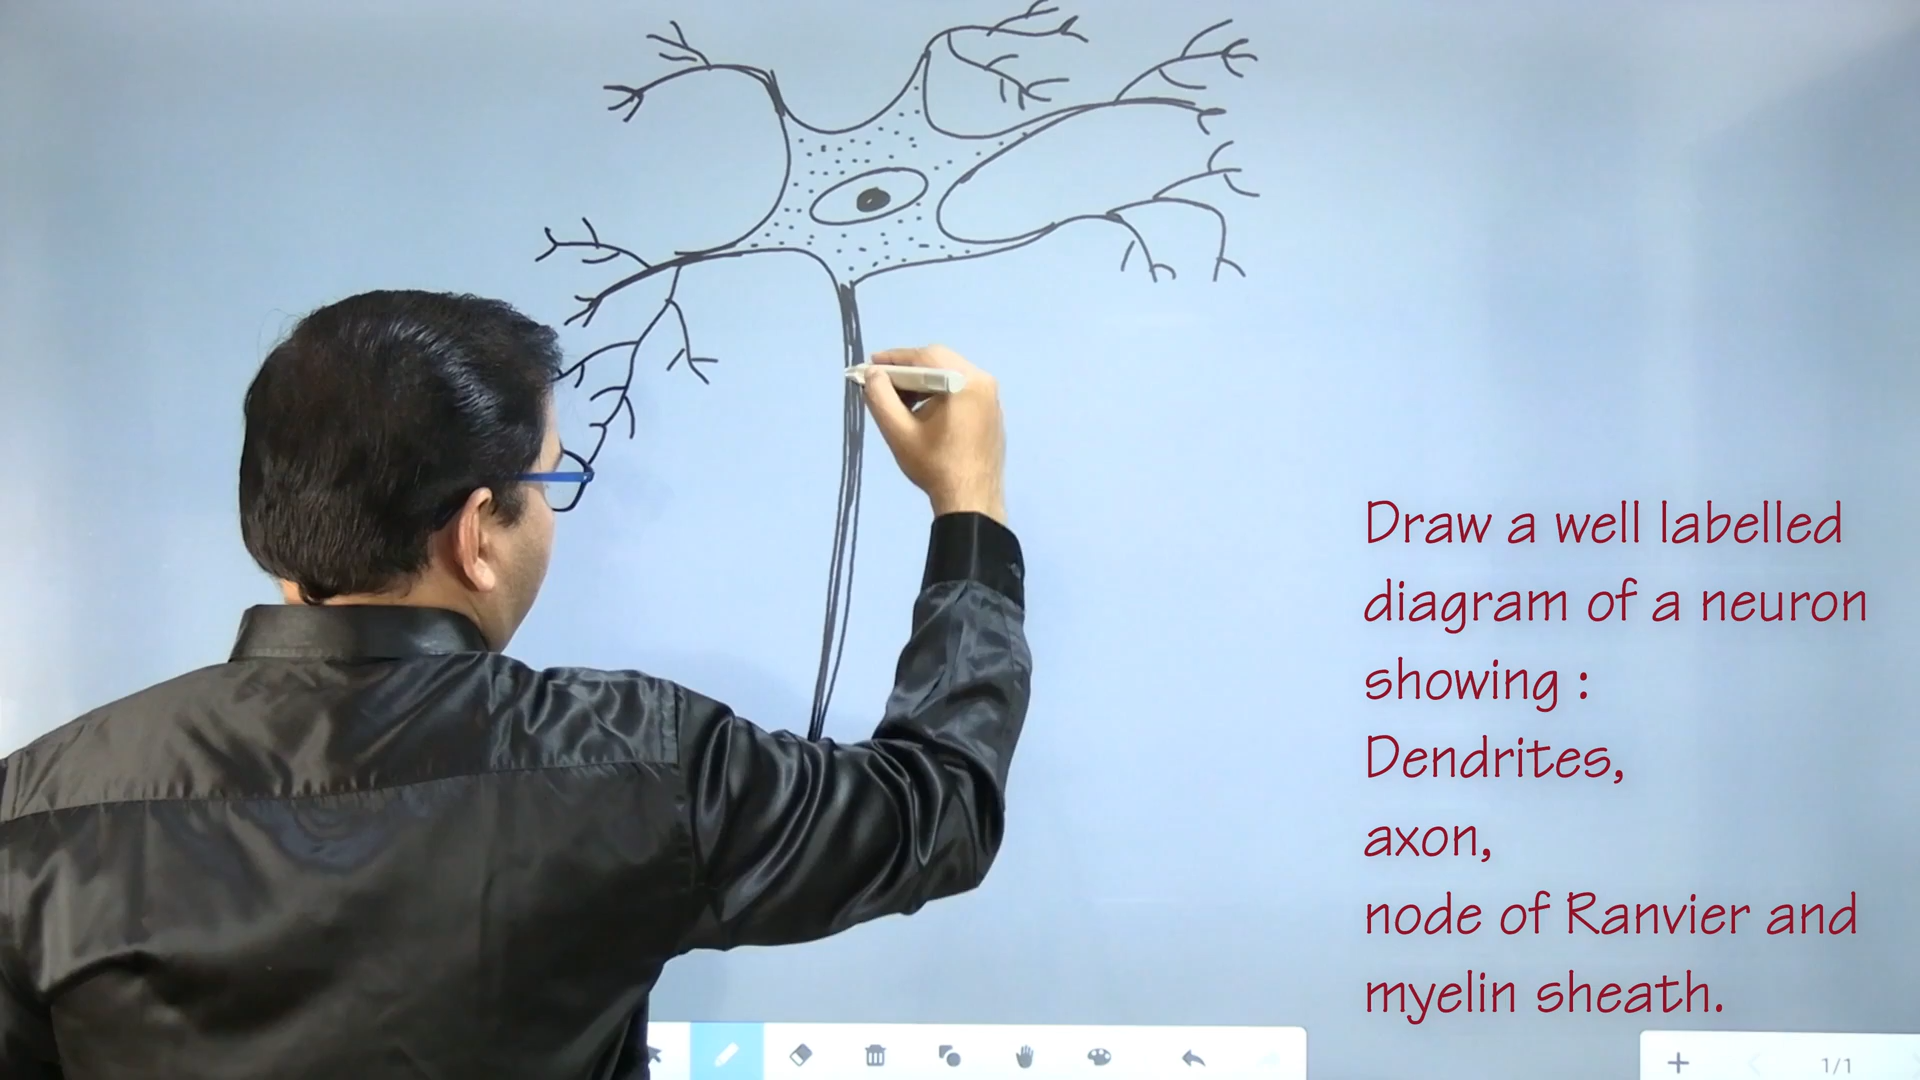 Draw a well labelled
diagram of a neuron
showing :
Dendrites,
axon,
node of Ranvier and
myelin sheath.
1/1